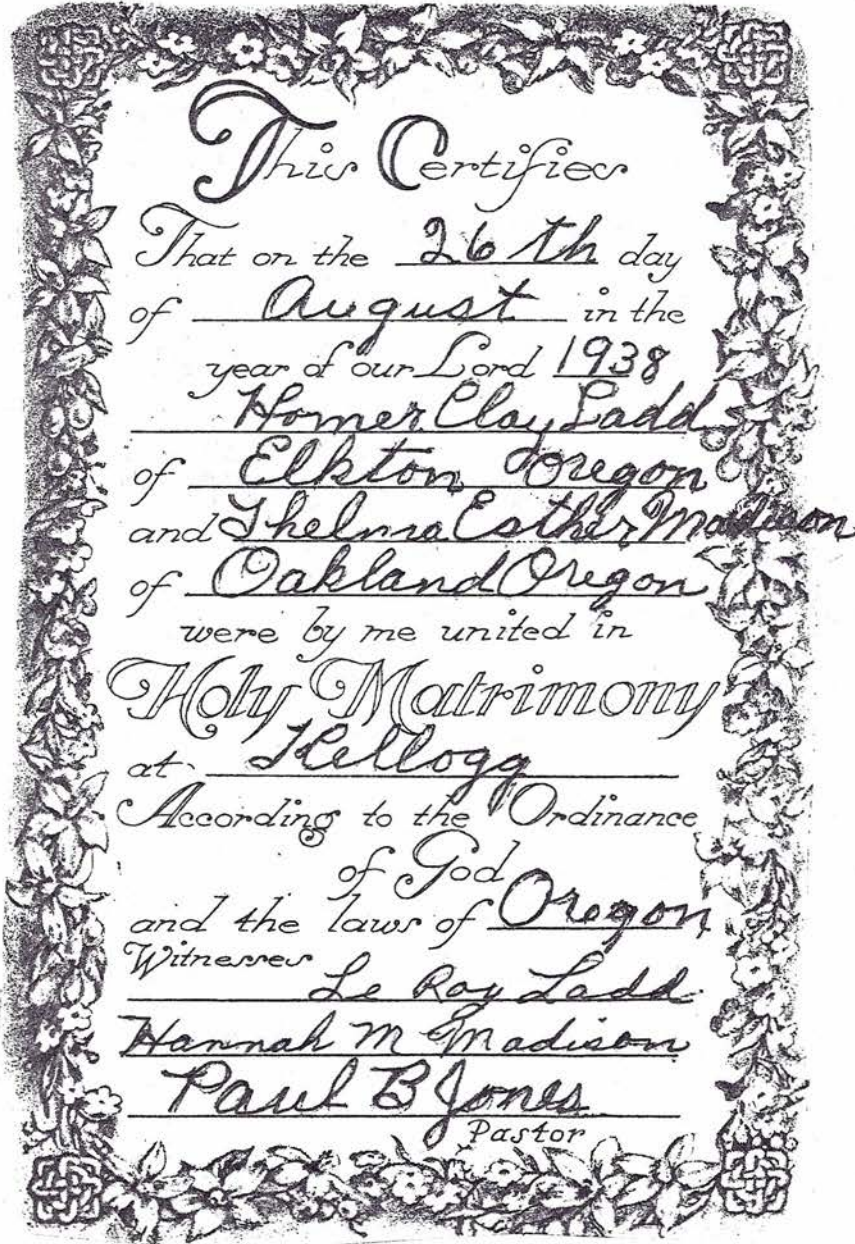 This Certifies
That on the 26th day
of August in the
year of our Lord 1938
Homer Clay Ladd
of Elkton Oregon
and Thelma Esther Madison
of Oakland Oregon
were by me united in
Holy Matrimony
at Kellogg
According to the Ordinance
of God
and the laws of Oregon
Witnesses
Le Roy Ladd
Hannah M Madison
Paul B Jones
Pastor